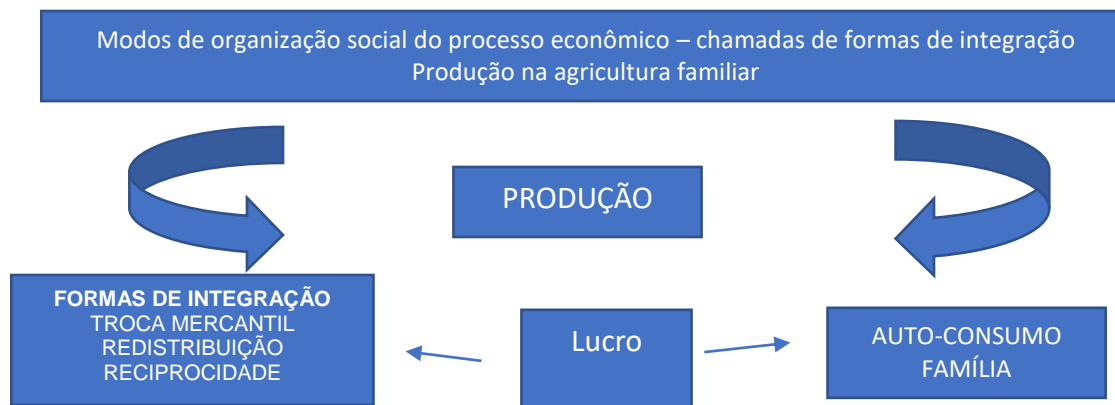 Modos de organização social do processo econômico – chamadas de formas de integração
Produção na agricultura familiar
PRODUÇÃO
FORMAS DE INTEGRAÇÃO
TROCA MERCANTIL
REDISTRIBUIÇÃO
RECIPROCIDADE
Lucro
AUTO-CONSUMO
FAMÍLIA